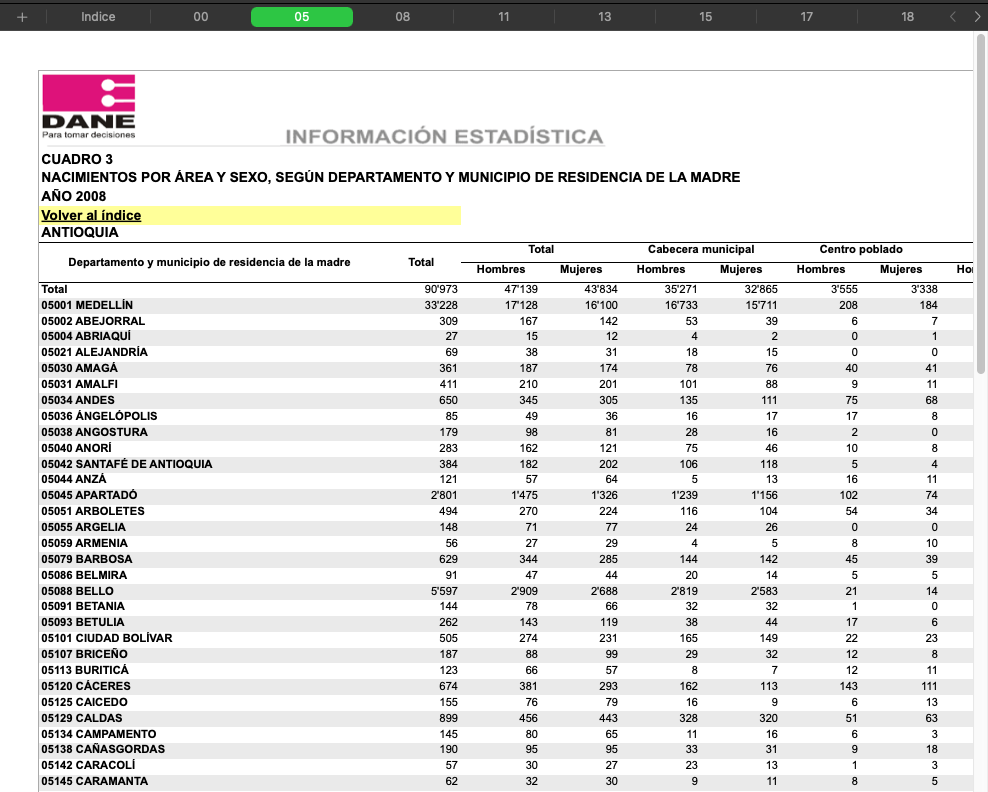 + Indice 00 05 08 11 13 15 17 18 < >
DANE
Para tomar decisiones
INFORMACIÓN ESTADÍSTICA
CUADRO 3
NACIMIENTOS POR ÁREA Y SEXO, SEGÚN DEPARTAMENTO Y MUNICIPIO DE RESIDENCIA DE LA MADRE
AÑO 2008
Volver al índice
ANTIOQUIA
Departamento y municipio de residencia de la madre Total Total Cabecera municipal Centro poblado
Hombres Mujeres Hombres Mujeres Hombres Mujeres Ho
Total 90'973 47'139 43'834 35'271 32'865 3'555 3'338
05001 MEDELLÍN 33'228 17'128 16'100 16'733 15'711 208 184
05002 ABEJORRAL 309 167 142 53 39 6 7
05004 ABRIAQUÍ 27 15 12 4 2 0 1
05021 ALEJANDRÍA 69 38 31 18 15 0 0
05030 AMAGÁ 361 187 174 78 76 40 41
05031 AMALFI 411 210 201 101 88 9 11
05034 ANDES 650 345 305 135 111 75 68
05036 ÁNGELÓPOLIS 85 49 36 16 17 17 8
05038 ANGOSTURA 179 98 81 28 16 2 0
05040 ANORÍ 283 162 121 75 46 10 8
05042 SANTAFÉ DE ANTIOQUIA 384 182 202 106 118 5 4
05044 ANZÁ 121 57 64 5 13 16 11
05045 APARTADÓ 2'801 1'475 1'326 1'239 1'156 102 74
05051 ARBOLETES 494 270 224 116 104 54 34
05055 ARGELIA 148 71 77 24 26 0 0
05059 ARMENIA 56 27 29 4 5 8 10
05079 BARBOSA 629 344 285 144 142 45 39
05086 BELMIRA 91 47 44 20 14 5 5
05088 BELLO 5'597 2'909 2'688 2'819 2'583 21 14
05091 BETANIA 144 78 66 32 32 1 0
05093 BETULIA 262 143 119 38 44 17 6
05101 CIUDAD BOLÍVAR 505 274 231 165 149 22 23
05107 BRICEÑO 187 88 99 29 32 12 8
05113 BURITICÁ 123 66 57 8 7 12 11
05120 CÁCERES 674 381 293 162 113 143 111
05125 CAICEDO 155 76 79 16 9 6 13
05129 CALDAS 899 456 443 328 320 51 63
05134 CAMPAMENTO 145 80 65 11 16 6 3
05138 CAÑASGORDAS 190 95 95 33 31 9 18
05142 CARACOLÍ 57 30 27 23 13 1 3
05145 CARAMANTA 62 32 30 9 11 8 5